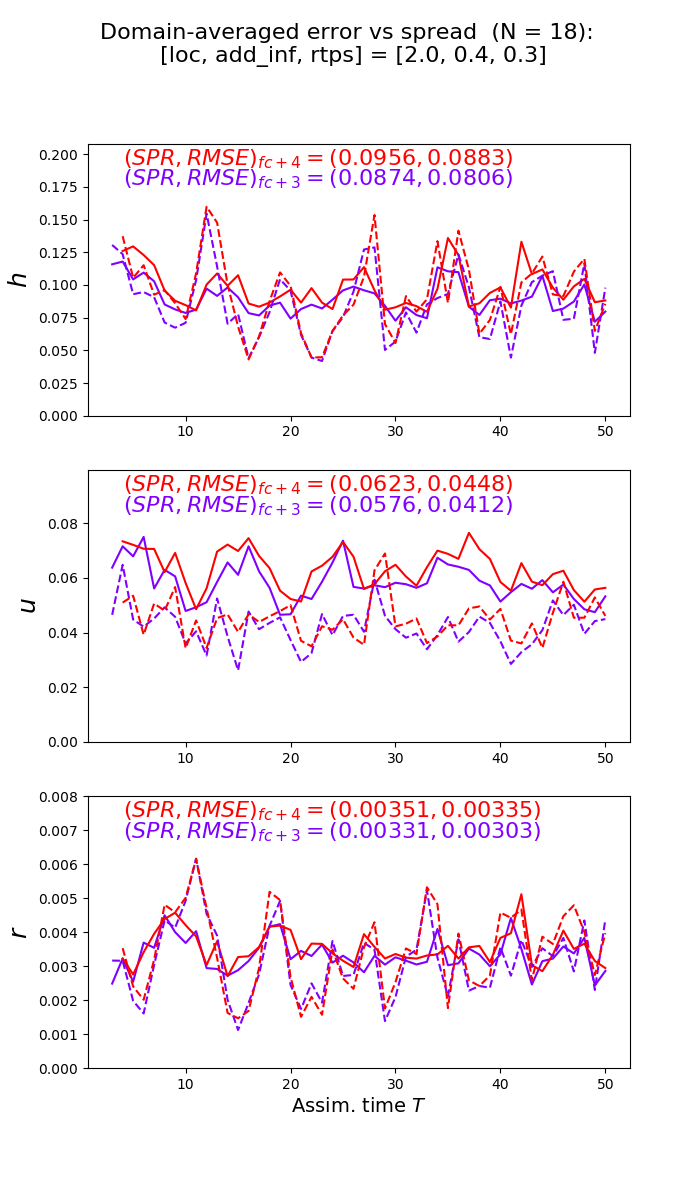 Domain-averaged error vs spread (N = 18):
[loc, add_inf, rtps] = [2.0, 0.4, 0.3]
(SPR, RMSE)fc+4 = (0.0956, 0.0883)
(SPR, RMSE)fc+3 = (0.0874, 0.0806)
0.200
0.175
0.150
0.125
0.100
0.075
0.050
0.025
0.000
h
10 20 30 40 50
(SPR, RMSE)fc+4 = (0.0623, 0.0448)
(SPR, RMSE)fc+3 = (0.0576, 0.0412)
0.08
0.06
0.04
0.02
0.00
u
10 20 30 40 50
(SPR, RMSE)fc+4 = (0.00351, 0.00335)
(SPR, RMSE)fc+3 = (0.00331, 0.00303)
0.008
0.007
0.006
0.005
0.004
0.003
0.002
0.001
0.000
r
10 20 30 40 50
Assim. time T